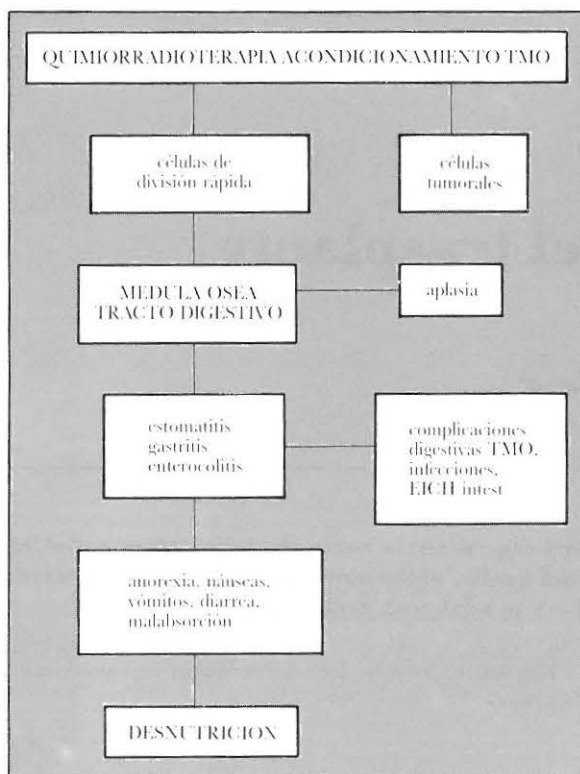 QUIMIORRADIOTERAPIA ACONDICIONAMIENTO TMO
células de
división rápida
células
tumorales
MEDULA OSEA
TRACTO DIGESTIVO
aplasia
estomatitis
gastritis
enterocolitis
complicaciones
digestivas TMO,
infecciones,
EICH intest
anorexia, náuseas,
vómitos, diarrea,
malabsorción
DESNUTRICION